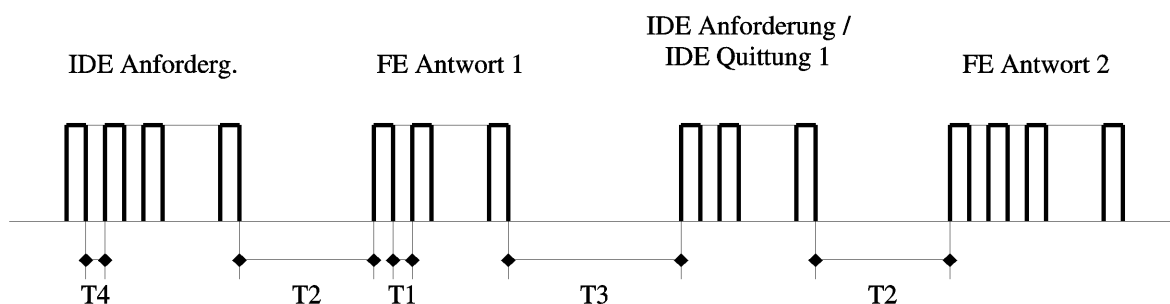 IDE Anforderg.
FE Antwort 1
IDE Anforderung /
IDE Quittung 1
FE Antwort 2
T4
T2
T1
T3
T2